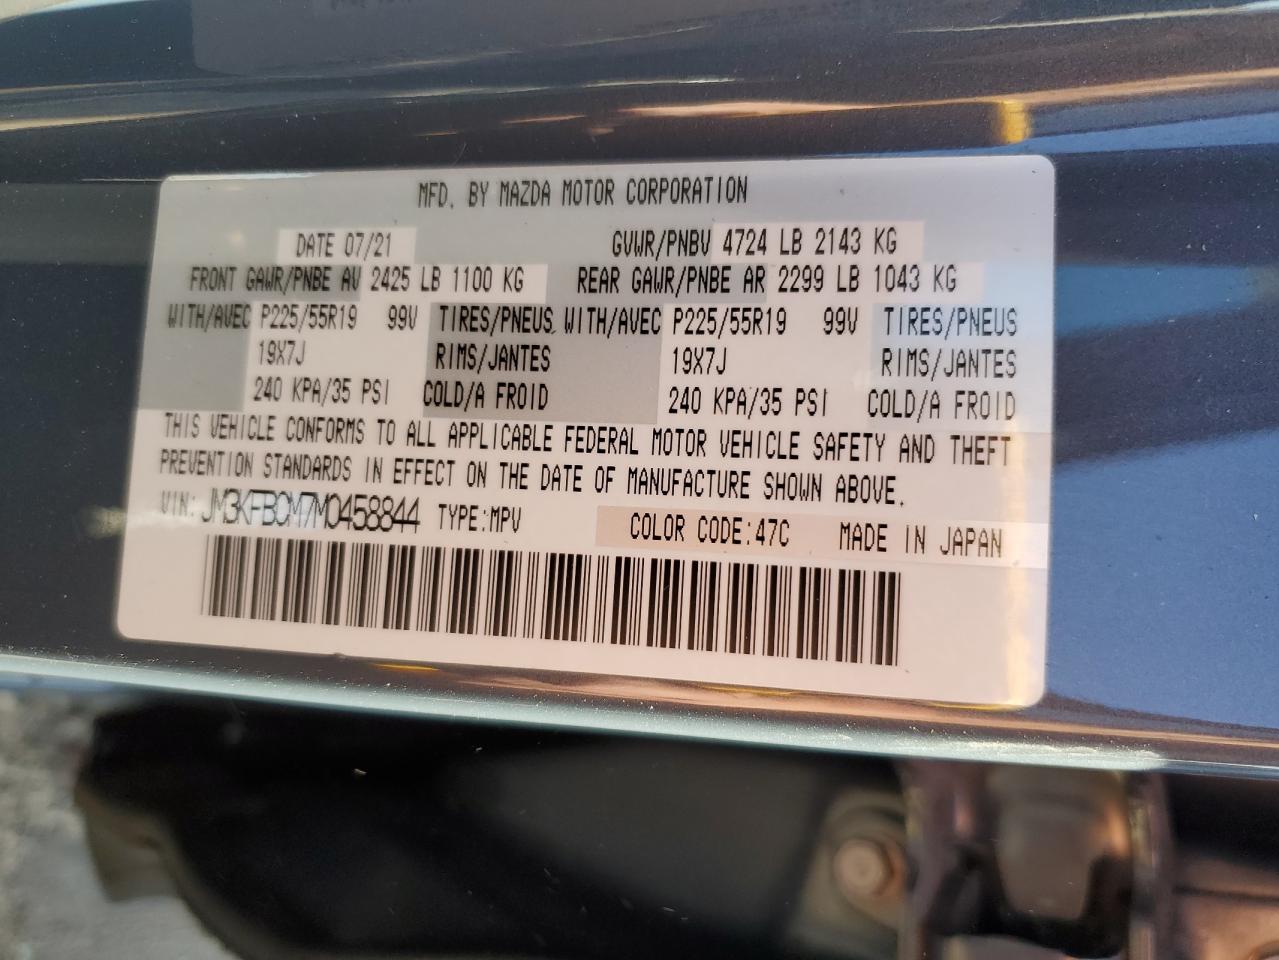 MFD. BY MAZDA MOTOR CORPORATION
DATE 07/21 GVWR/PNBV 4724 LB 2143 KG
FRONT GAWR/PNBE AV 2425 LB 1100 KG REAR GAWR/PNBE AR 2299 LB 1043 KG
WITH/AVEC P225/55R19 99V TIRES/PNEUS WITH/AVEC P225/55R19 99V TIRES/PNEUS
19X7J RIMS/JANTES 19X7J RIMS/JANTES
240 KPA/35 PSI COLD/A FROID 240 KPA/35 PSI COLD/A FROID
THIS VEHICLE CONFORMS TO ALL APPLICABLE FEDERAL MOTOR VEHICLE SAFETY AND THEFT
PREVENTION STANDARDS IN EFFECT ON THE DATE OF MANUFACTURE SHOWN ABOVE.
VIN: JM3KFBCM7M0458844 TYPE:MPV COLOR CODE:47C MADE IN JAPAN